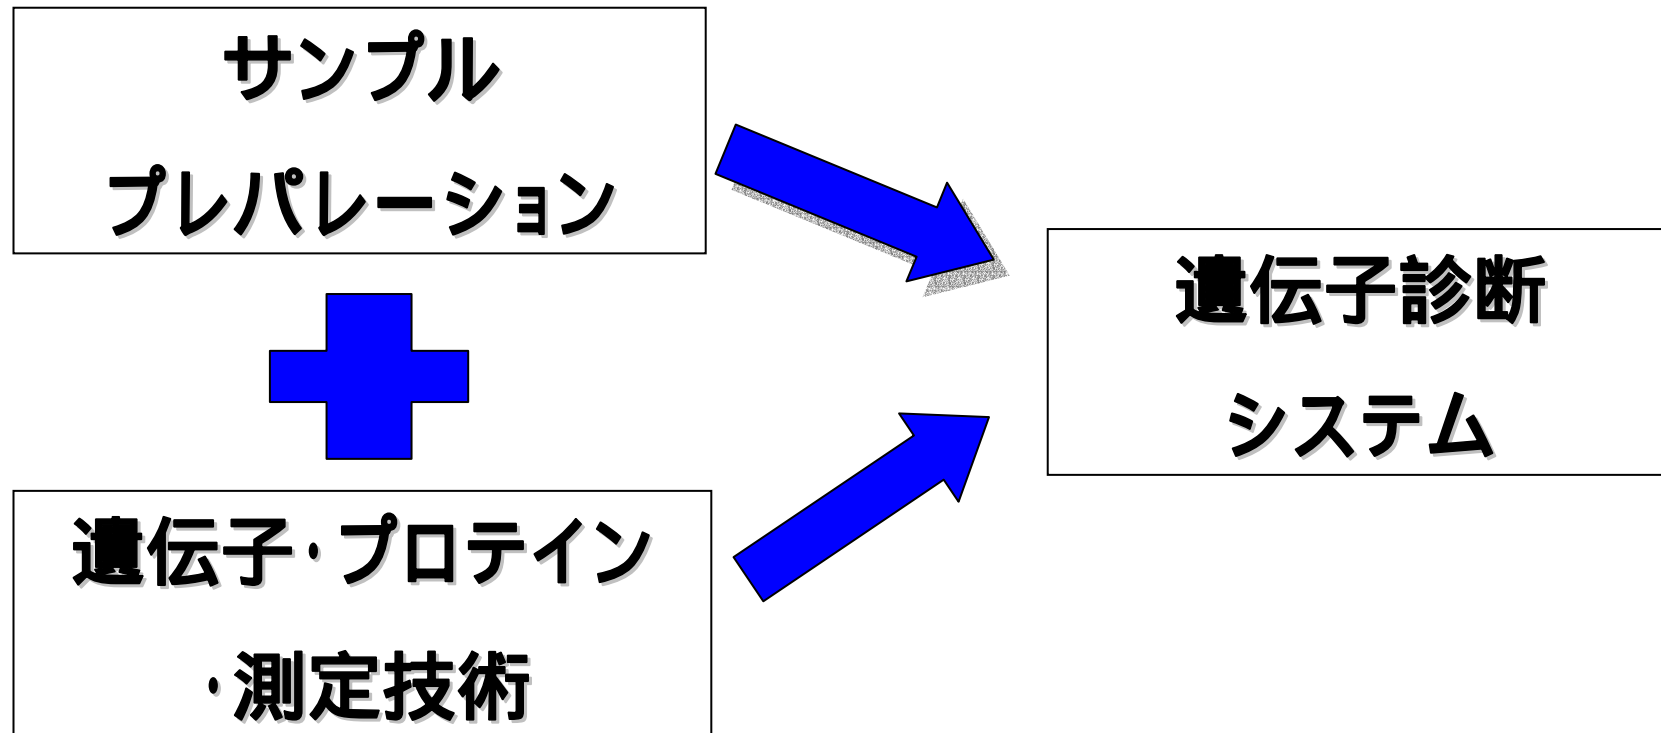 サンプル
プレパレーション
遺伝子・プロテイン
・測定技術
遺伝子診断
システム